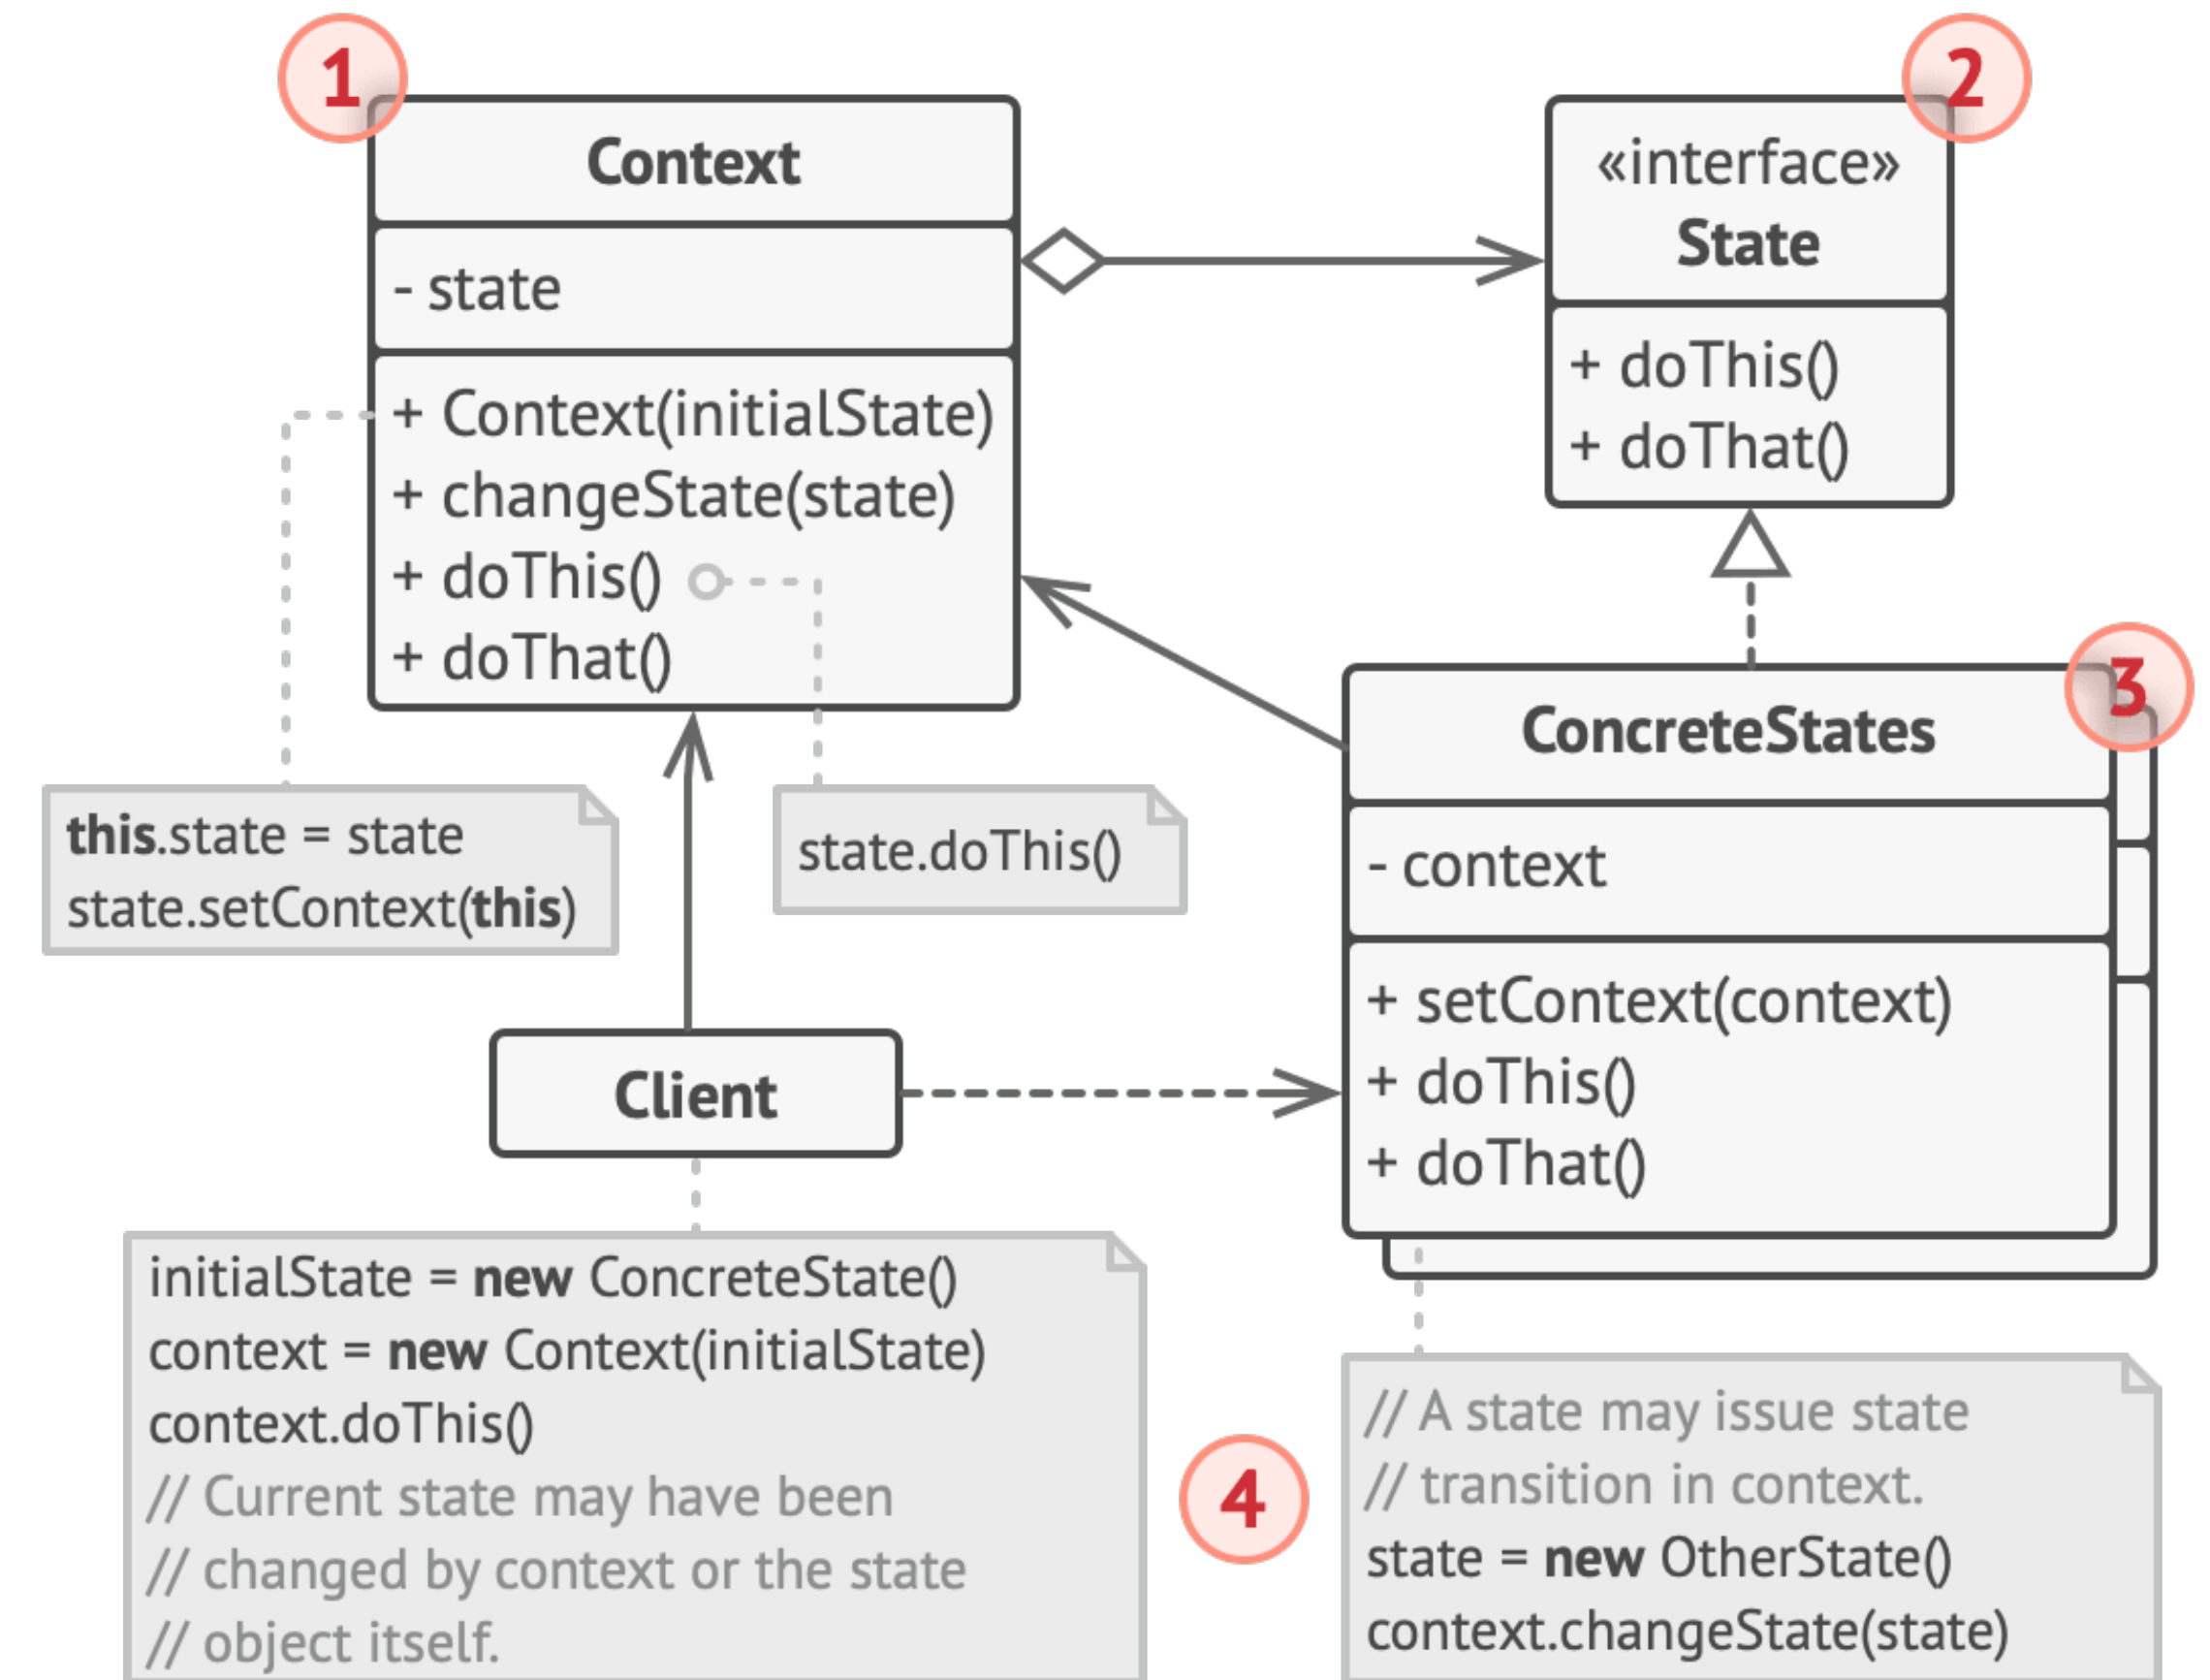 1
Context
- state
+ Context(initialState)
+ changeState(state)
+ doThis()
+ doThat()
2
«interface»
State
+ doThis()
+ doThat()
3
ConcreteStates
- context
+ setContext(context)
+ doThis()
+ doThat()
this.state = state
state.setContext(this)
state.doThis()
Client
initialState = new ConcreteState()
context = new Context(initialState)
context.doThis()
// Current state may have been
// changed by context or the state
// object itself.
4
// A state may issue state
// transition in context.
state = new OtherState()
context.changeState(state)